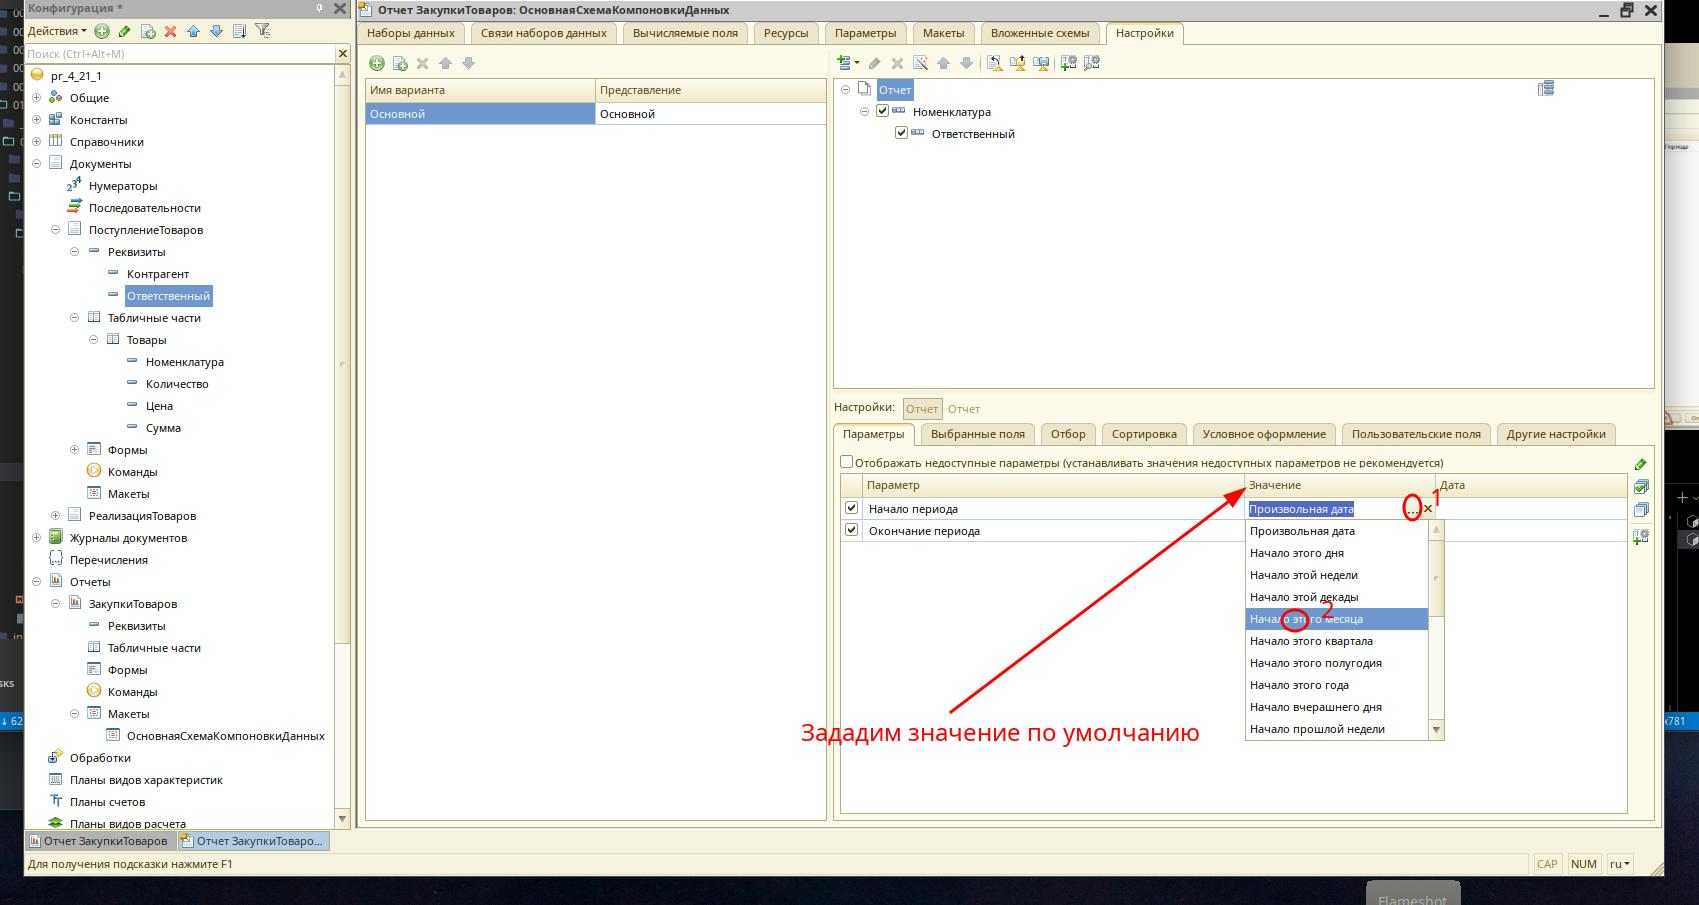 Конфигурация *
Действия
Поиск (Ctrl+Alt+M)
pr_4_21_1
Общие
Константы
Справочники
Документы
Нумераторы
Последовательности
ПоступлениеТоваров
Реквизиты
Контрагент
Ответственный
Табличные части
Товары
Номенклатура
Количество
Цена
Сумма
Формы
Команды
Макеты
РеализацияТоваров
Журналы документов
Перечисления
Отчеты
ЗакупкиТоваров
Реквизиты
Табличные части
Формы
Команды
Макеты
ОсновнаяСхемаКомпоновкиДанных
Обработки
Планы видов характеристик
Планы счетов
Планы видов расчета
Отчет ЗакупкиТоваров: ОсновнаяСхемаКомпоновкиДанных
Наборы данных Связи наборов данных Вычисляемые поля Ресурсы Параметры Макеты Вложенные схемы Настройки
Имя варианта Представление
Основной Основной
Отчет
Номенклатура
Ответственный
Настройки: Отчет Отчет
Параметры Выбранные поля Отбор Сортировка Условное оформление Пользовательские поля Другие настройки
Отображать недоступные параметры (устанавливать значения недоступных параметров не рекомендуется)
Параметр Значение Дата
Начало периода Произвольная дата ... 1
Окончание периода
Произвольная дата
Начало этого дня
Начало этой недели
Начало этой декады
2
Начало этого месяца
Начало этого квартала
Начало этого полугодия
Начало этого года
Начало вчерашнего дня
Начало прошлой недели
Зададим значение по умолчанию
Отчет ЗакупкиТоваров Отчет ЗакупкиТоваро...
Для получения подсказки нажмите F1 CAP NUM ru
Flameshot